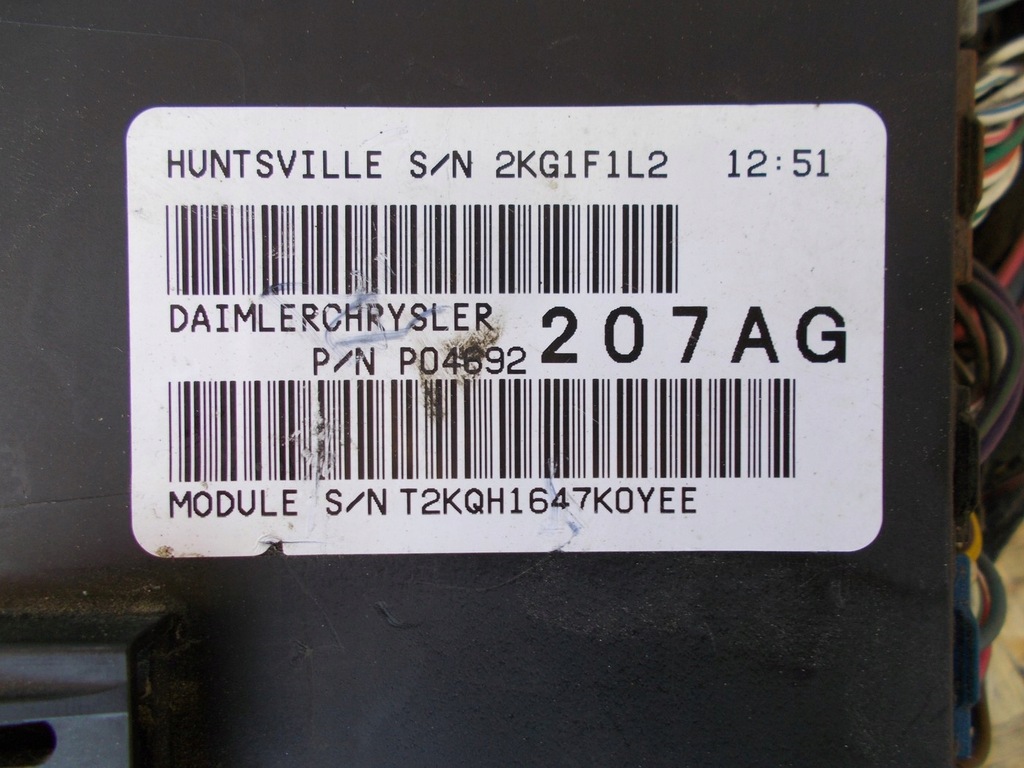 HUNTSVILLE S/N 2KG1F1L2 12:51
DAIMLERCHRYSLER
P/N P04692 207AG
MODULE S/N T2KQH1647K0YEE